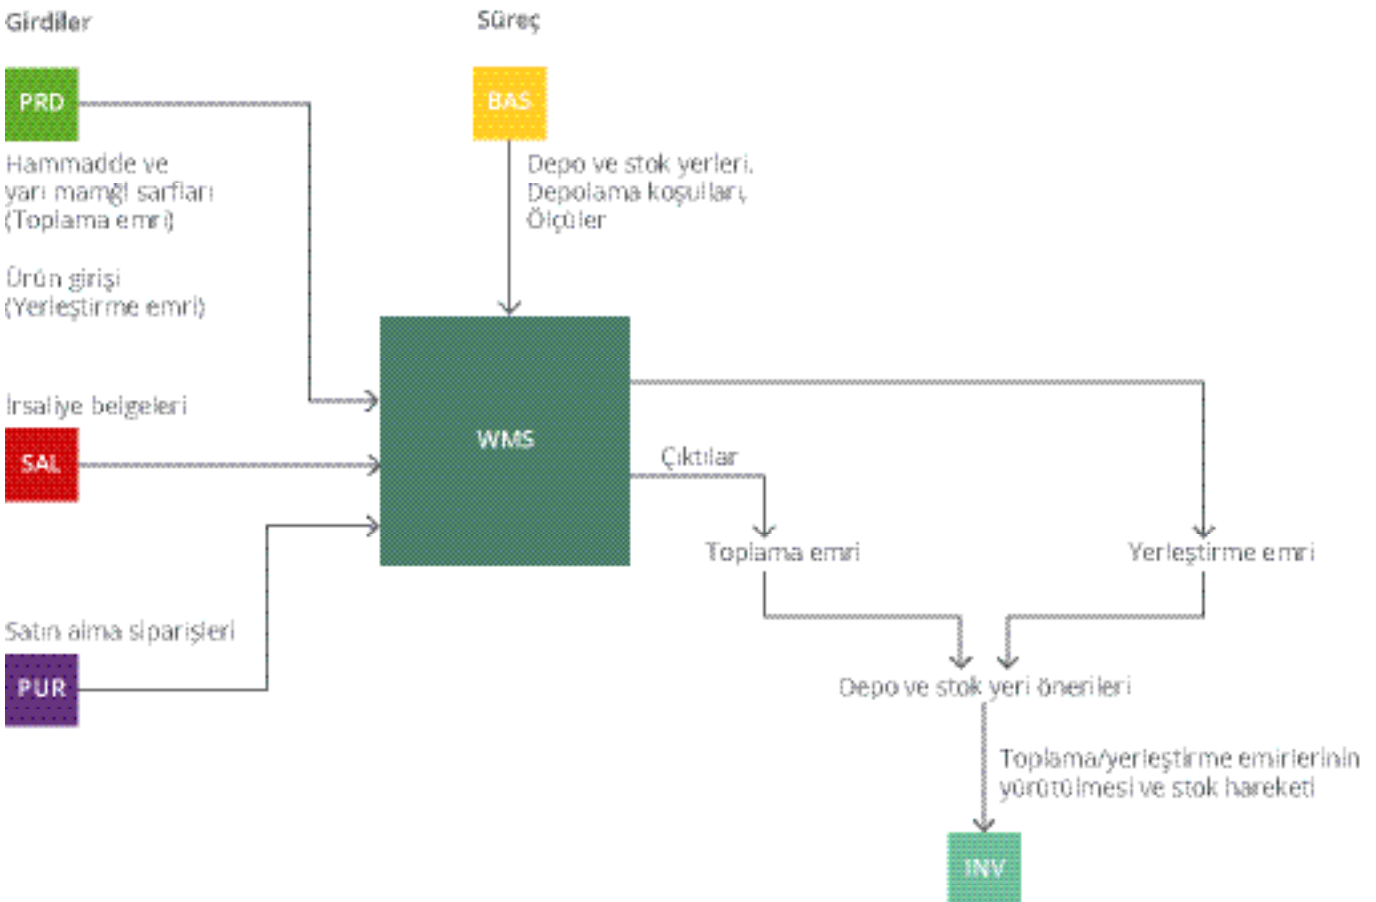 Girdiler
Süreç
PRD
BAS
Hammadde ve
yarı mamğl sarfları
(Toplama emri)
Depo ve stok yerleri,
Depolama koşulları,
Ölçüler
Ürün girişi
(Yerleştirme emri)
İrsaliye belgeleri
SAL
WMS
Çıktılar
Toplama emri
Yerleştirme emri
Satın alma siparişleri
PUR
Depo ve stok yeri önerileri
Toplama/yerleştirme emirlerinin
yürütülmesi ve stok hareketi
INV